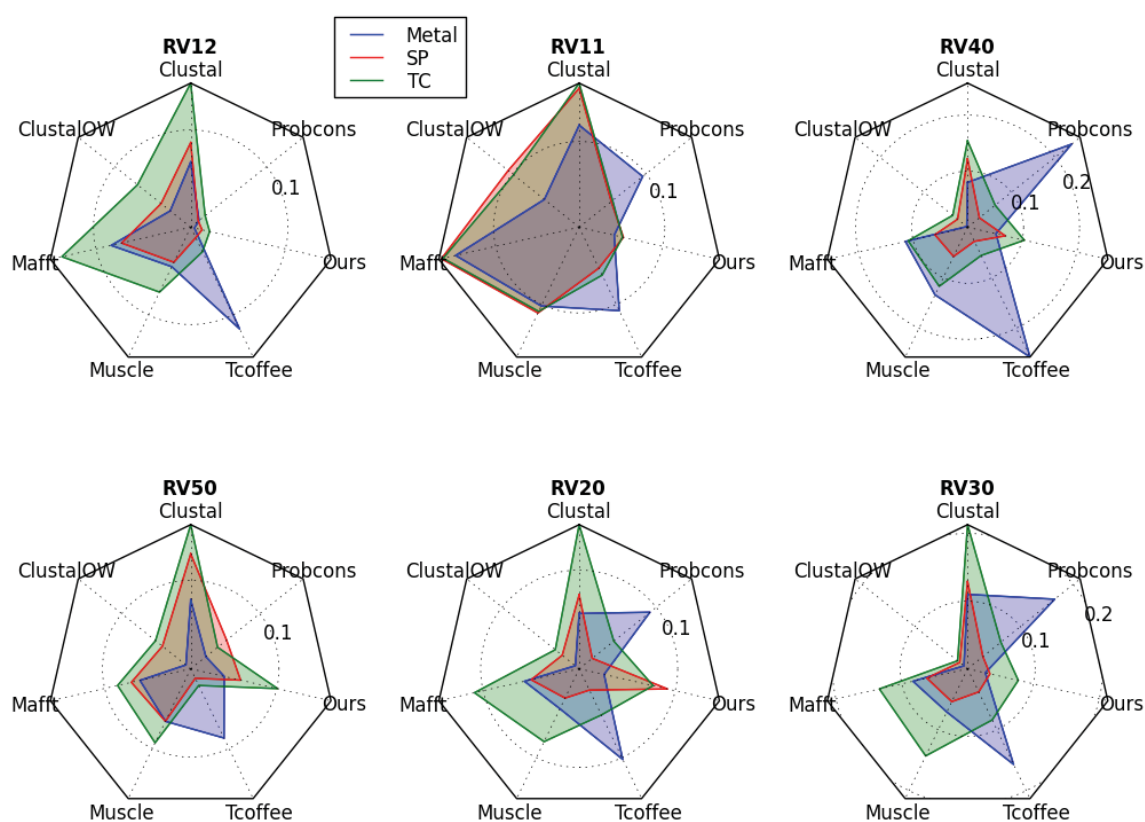 Metal
SP
TC
RV12
Clustal
ClustalOW
Probcons
0.1
Mafft
Ours
Muscle
Tcoffee
RV11
Clustal
ClustalOW
Probcons
0.1
Mafft
Ours
Muscle
Tcoffee
RV40
Clustal
ClustalOW
Probcons
0.2
0.1
Mafft
Ours
Muscle
Tcoffee
RV50
Clustal
ClustalOW
Probcons
0.1
Mafft
Ours
Muscle
Tcoffee
RV20
Clustal
ClustalOW
Probcons
0.1
Mafft
Ours
Muscle
Tcoffee
RV30
Clustal
ClustalOW
Probcons
0.2
0.1
Mafft
Ours
Muscle
Tcoffee